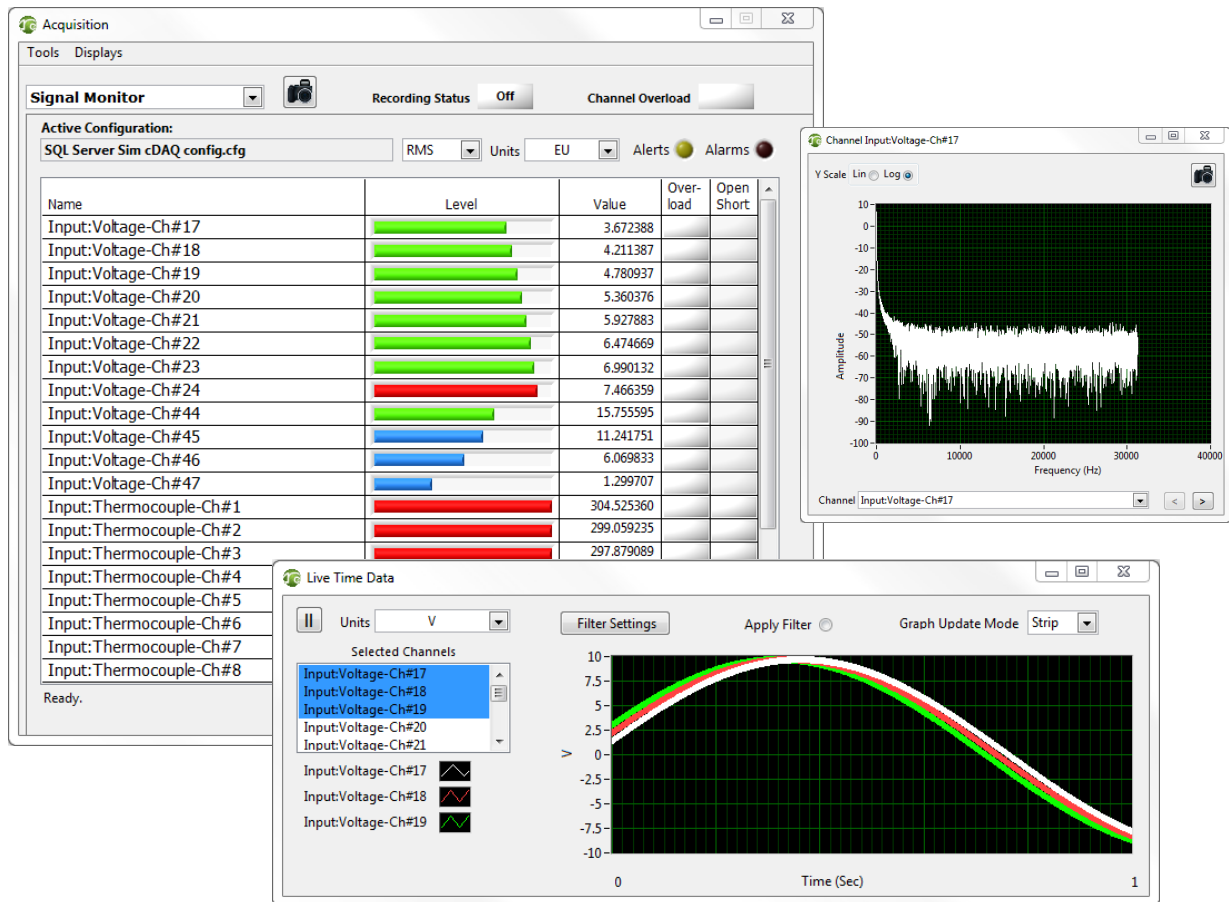 Acquisition
Tools Displays
Signal Monitor Recording Status Off Channel Overload
Active Configuration:
SQL Server Sim cDAQ config.cfg RMS Units EU Alerts Alarms
Name Level Value Over-load Open Short
Input:Voltage-Ch#17 3.672388
Input:Voltage-Ch#18 4.211387
Input:Voltage-Ch#19 4.780937
Input:Voltage-Ch#20 5.360376
Input:Voltage-Ch#21 5.927883
Input:Voltage-Ch#22 6.474669
Input:Voltage-Ch#23 6.990132
Input:Voltage-Ch#24 7.466359
Input:Voltage-Ch#44 15.755595
Input:Voltage-Ch#45 11.241751
Input:Voltage-Ch#46 6.069833
Input:Voltage-Ch#47 1.299707
Input:Thermocouple-Ch#1 304.525360
Input:Thermocouple-Ch#2 299.059235
Input:Thermocouple-Ch#3 297.879089
Input:Thermocouple-Ch#4
Input:Thermocouple-Ch#5
Input:Thermocouple-Ch#6
Input:Thermocouple-Ch#7
Input:Thermocouple-Ch#8
Ready.
Channel Input:Voltage-Ch#17
Y Scale Lin Log
10
0
-10
-20
-30
-40
-50
-60
-70
-80
-90
-100
Amplitude
0 10000 20000 30000 40000
Frequency (Hz)
Channel Input:Voltage-Ch#17 < >
Live Time Data
Units V Filter Settings Apply Filter Graph Update Mode Strip
Selected Channels
Input:Voltage-Ch#17
Input:Voltage-Ch#18
Input:Voltage-Ch#19
Input:Voltage-Ch#20
Input:Voltage-Ch#21
Input:Voltage-Ch#17
Input:Voltage-Ch#18
Input:Voltage-Ch#19
10
7.5
5
2.5
0
-2.5
-5
-7.5
-10
V
0 Time (Sec) 1